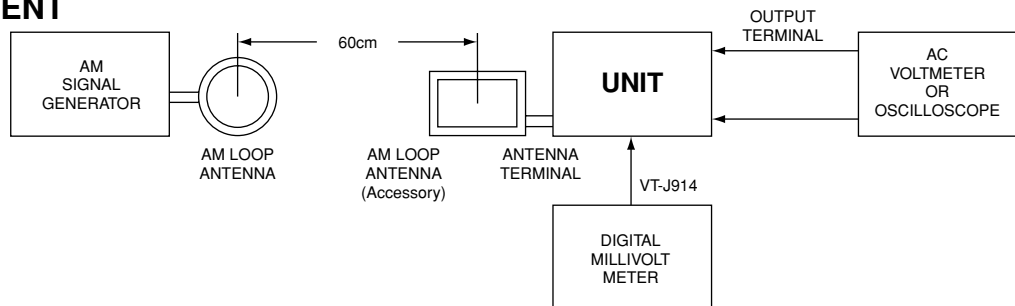 ENT
60cm
OUTPUT
TERMINAL
AM
SIGNAL
GENERATOR
UNIT
AC
VOLTMETER
OR
OSCILLOSCOPE
AM LOOP
ANTENNA
AM LOOP
ANTENNA
(Accessory)
ANTENNA
TERMINAL
VT-J914
DIGITAL
MILLIVOLT
METER